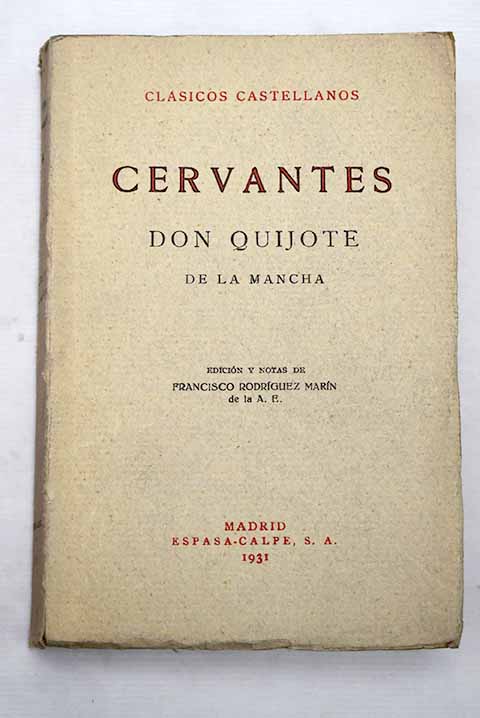 CLASICOS CASTELLANOS
CERVANTES
DON QUIJOTE
DE LA MANCHA
EDICIÓN Y NOTAS DE
FRANCISCO RODRÍGUEZ MARÍN
de la A. E.
MADRID
ESPASA-CALPE, S. A.
1931